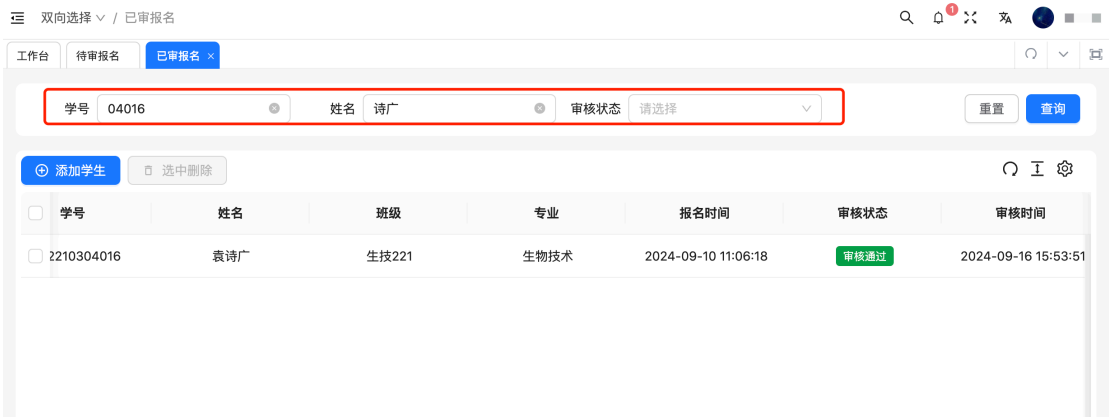 双向选择 / 已审报名
1
工作台 待审报名 已审报名
学号 04016 姓名 诗广 审核状态 请选择 重置 查询
添加学生 选中删除
学号 姓名 班级 专业 报名时间 审核状态 审核时间
2210304016 袁诗广 生技221 生物技术 2024-09-10 11:06:18 审核通过 2024-09-16 15:53:51